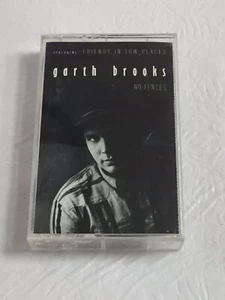 FEATURING FRIENDS IN LOW PLACES
garth brooks
NO FENCES